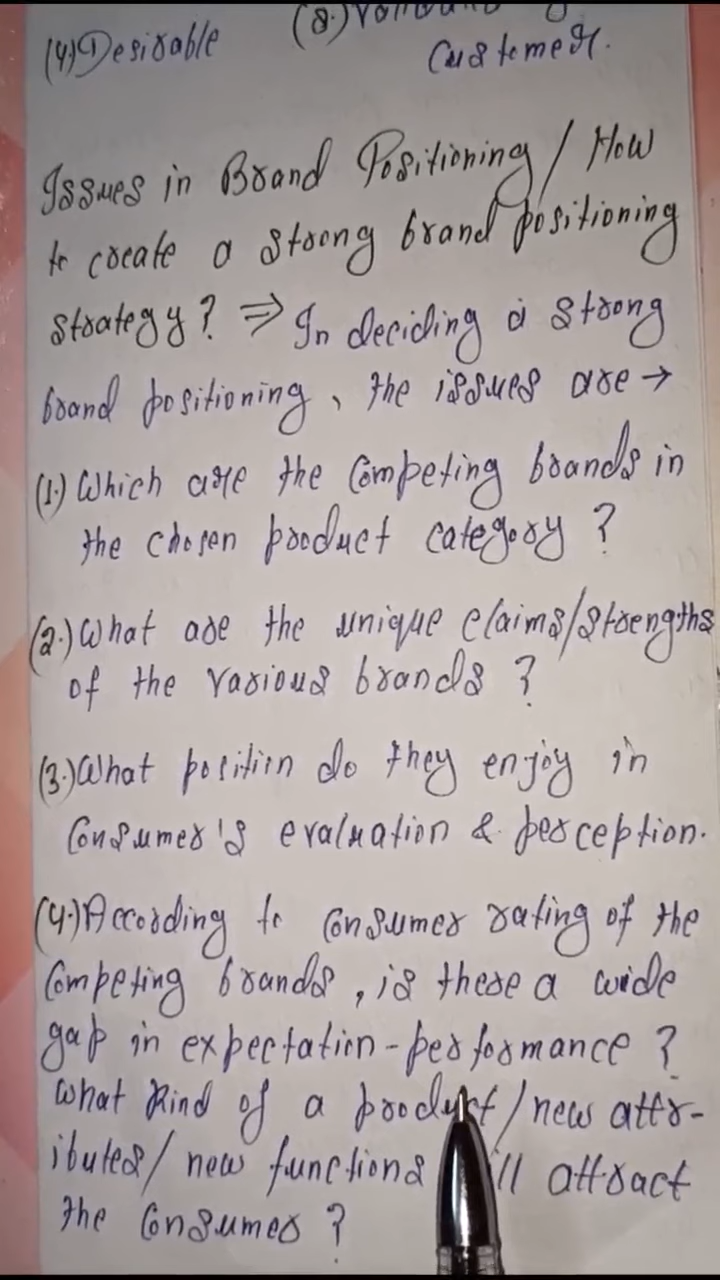 (4) Desirable (8.)
Customer.
Issues in Brand Positioning / How
to create a strong brand positioning
strategy? ⇒ In deciding a strong
brand positioning, the issues are →
(1.) Which are the Competing brands in
the chosen product category ?
(2.) What are the unique claims/strengths
of the various brands ?
(3.) What position do they enjoy in
Consumer's evaluation & perception.
(4.) According to Consumer rating of the
Competing brands, is there a wide
gap in expectation-performance ?
What kind of a product/new attr-
ibutes/ new functions the attract
the Consumer ?